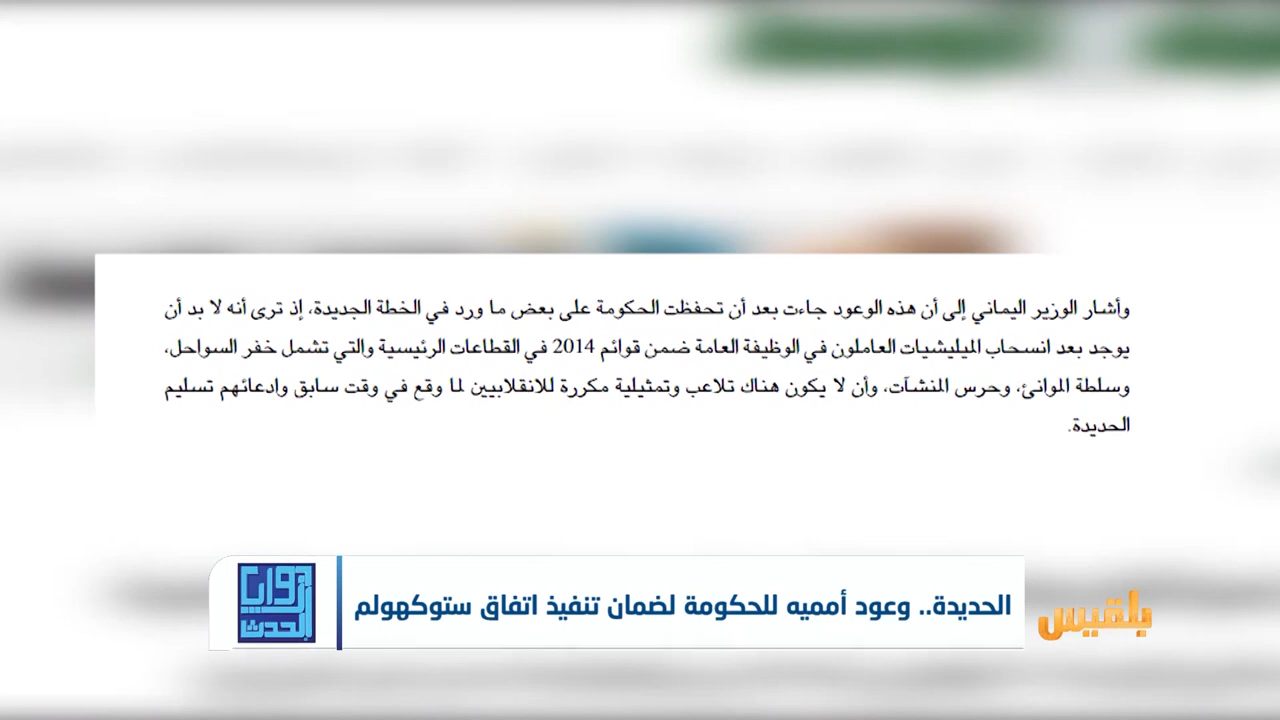 وأشار الوزير اليماني إلى أن هذه الوعود جاءت بعد أن تحفظت الحكومة على بعض ما ورد في الخطة الجديدة، إذ ترى أنه لا بد أن
يوجد بعد انسحاب الميليشيات العاملون في الوظيفة العامة ضمن قوائم 2014 في القطاعات الرئيسية والتي تشمل خفر السواحل،
وسلطة الموانئ، وحرس المنشآت، وأن لا يكون هناك تلاعب وتمثيلية مكررة للانقلابيين لما وقع في وقت سابق وادعائهم تسليم
الحديدة.
الحديدة.. وعود أمميه للحكومة لضمان تنفيذ اتفاق ستوكهولم
بلقيس
أبواب
الحدث